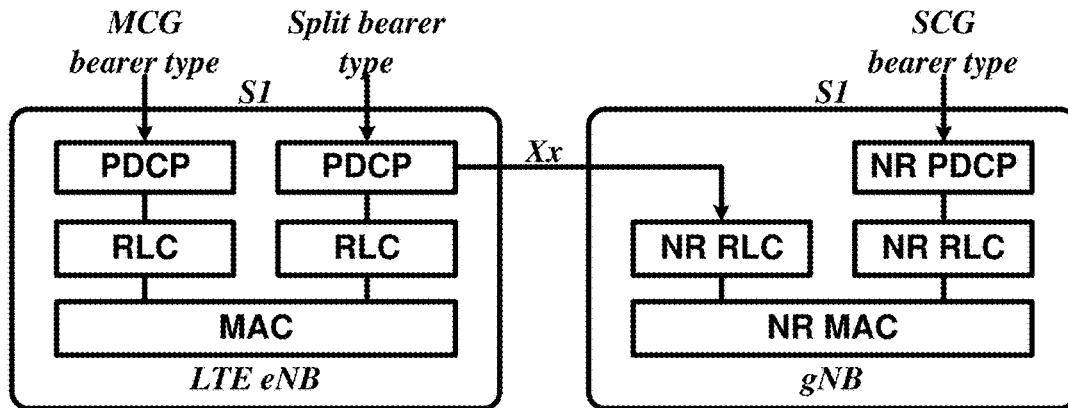 MCG
bearer type
Split bearer
type
SCG
bearer type
S1
S1
PDCP
PDCP
Xx
NR PDCP
RLC
RLC
NR RLC
NR RLC
MAC
NR MAC
LTE eNB
gNB